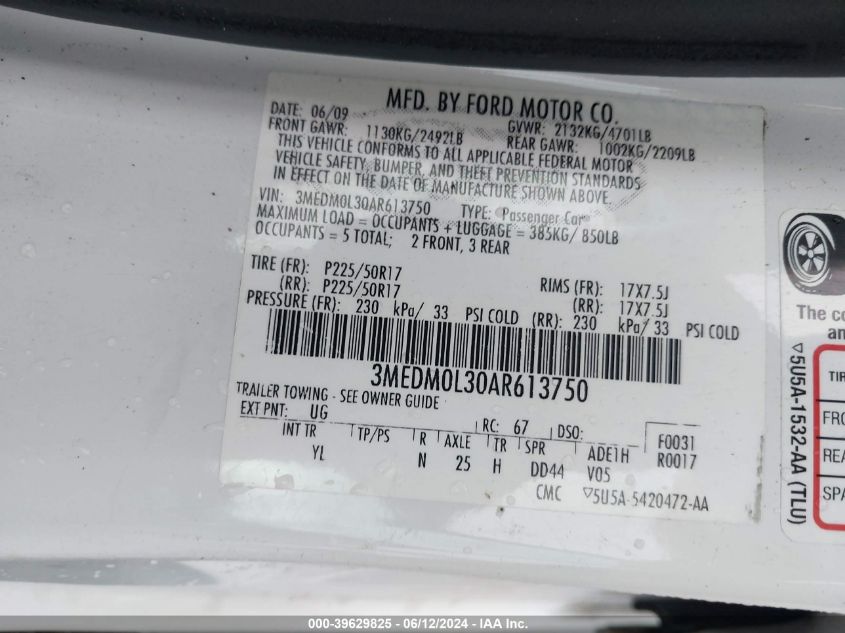 MFD. BY FORD MOTOR CO.
DATE: 06/09 GVWR: 2132KG/4701LB
FRONT GAWR: 1130KG/2492LB REAR GAWR: 1002KG/2209LB
THIS VEHICLE CONFORMS TO ALL APPLICABLE FEDERAL MOTOR
VEHICLE SAFETY, BUMPER, AND THEFT PREVENTION STANDARDS
IN EFFECT ON THE DATE OF MANUFACTURE SHOWN ABOVE.
VIN: 3MEDM0L30AR613750 TYPE: Passenger Car
MAXIMUM LOAD = OCCUPANTS + LUGGAGE = 385KG/ 850LB
OCCUPANTS = 5 TOTAL; 2 FRONT, 3 REAR
TIRE (FR): P225/50R17 RIMS (FR): 17X7.5J
(RR): P225/50R17 (RR): 17X7.5J
PRESSURE (FR): 230 kPa/ 33 PSI COLD (RR): 230 kPa/ 33 PSI COLD
3MEDM0L30AR613750
TRAILER TOWING - SEE OWNER GUIDE
EXT PNT: UG RC: 67 DSO: F0031
INT TR TP/PS R AXLE TR SPR ADE1H R0017
YL N 25 H DD44 V05
CMC ▽5U5A-5420472-AA
The
▽5U5A-1532-AA (TLU)
000-39629825 - 06/12/2024 - IAA Inc.